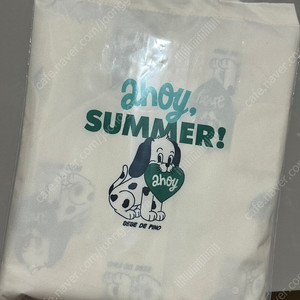 ahoy,
SUMMER!
ahoy
BEBE DE PINO